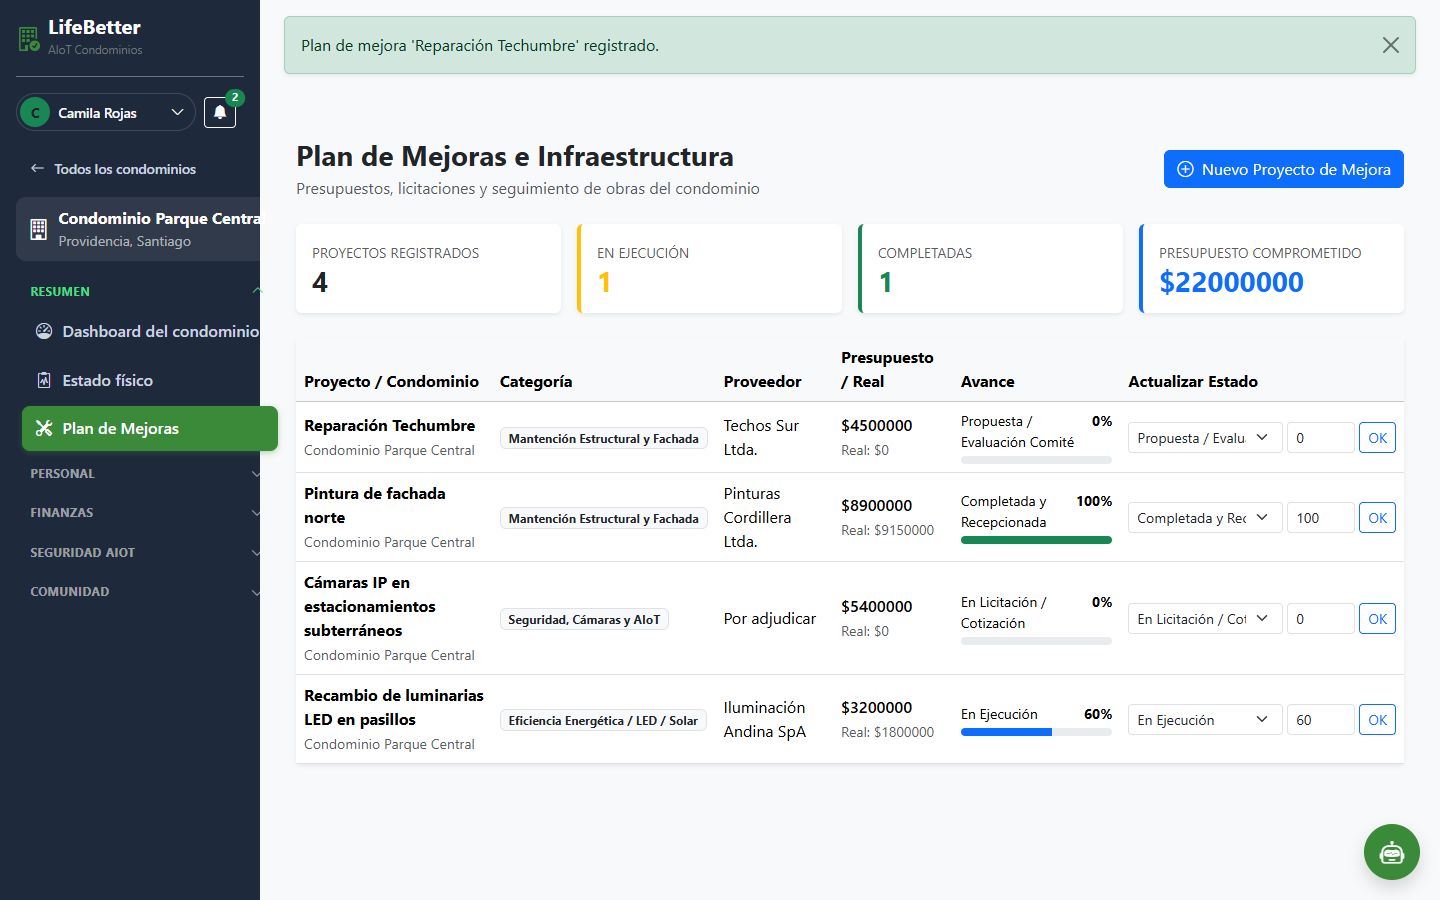 LifeBetter
AIoT Condominios
C
Camila Rojas
2
Todos los condominios
Condominio Parque Centra
Providencia, Santiago
RESUMEN
Dashboard del condominio
Estado físico
Plan de Mejoras
PERSONAL
FINANZAS
SEGURIDAD AIOT
COMUNIDAD
Plan de mejora 'Reparación Techumbre' registrado.
Plan de Mejoras e Infraestructura
Presupuestos, licitaciones y seguimiento de obras del condominio
Nuevo Proyecto de Mejora
PROYECTOS REGISTRADOS
4
EN EJECUCIÓN
1
COMPLETADAS
1
PRESUPUESTO COMPROMETIDO
$22000000
Proyecto / Condominio
Categoría
Proveedor
Presupuesto
/ Real
Avance
Actualizar Estado
Reparación Techumbre
Condominio Parque Central
Mantención Estructural y Fachada
Techos Sur
Ltda.
$4500000
Real: $0
Propuesta /
Evaluación Comité
0%
Propuesta / Evalu
0
OK
Pintura de fachada
norte
Condominio Parque Central
Mantención Estructural y Fachada
Pinturas
Cordillera
Ltda.
$8900000
Real: $9150000
Completada y
Recepcionada
100%
Completada y Rec
100
OK
Cámaras IP en
estacionamientos
subterráneos
Condominio Parque Central
Seguridad, Cámaras y AIoT
Por adjudicar
$5400000
Real: $0
En Licitación /
Cotización
0%
En Licitación / Cot
0
OK
Recambio de luminarias
LED en pasillos
Condominio Parque Central
Eficiencia Energética / LED / Solar
Iluminación
Andina SpA
$3200000
Real: $1800000
En Ejecución
60%
En Ejecución
60
OK